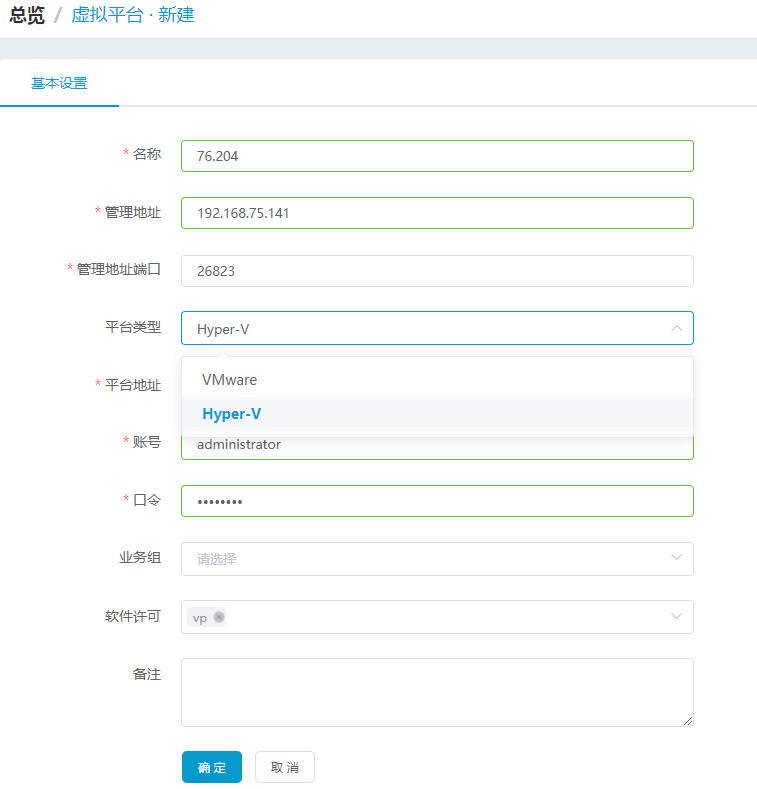 总览 / 虚拟平台 · 新建
基本设置
* 名称 76.204
* 管理地址 192.168.75.141
* 管理地址端口 26823
平台类型 Hyper-V
VMware
* 平台地址
Hyper-V
* 账号 administrator
* 口令 ••••••••
业务组 请选择
软件许可 vp
备注
确定 取消